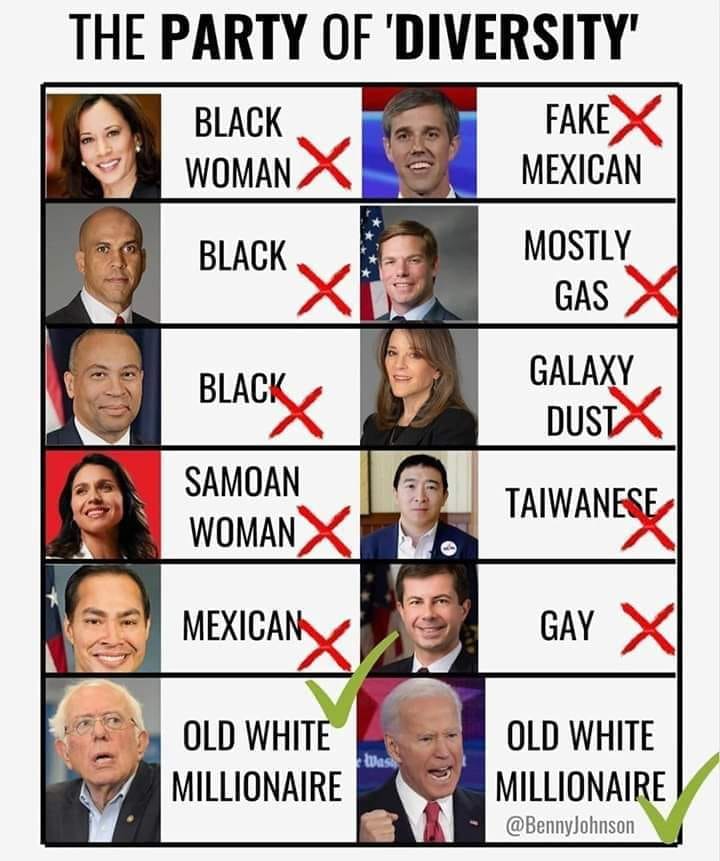 THE PARTY OF 'DIVERSITY'
BLACK
WOMAN
FAKE
MEXICAN
BLACK
MOSTLY
GAS
BLACK
GALAXY
DUST
SAMOAN
WOMAN
TAIWANESE
MEXICAN
GAY
OLD WHITE
MILLIONAIRE
e Was
OLD WHITE
MILLIONAIRE
@BennyJohnson